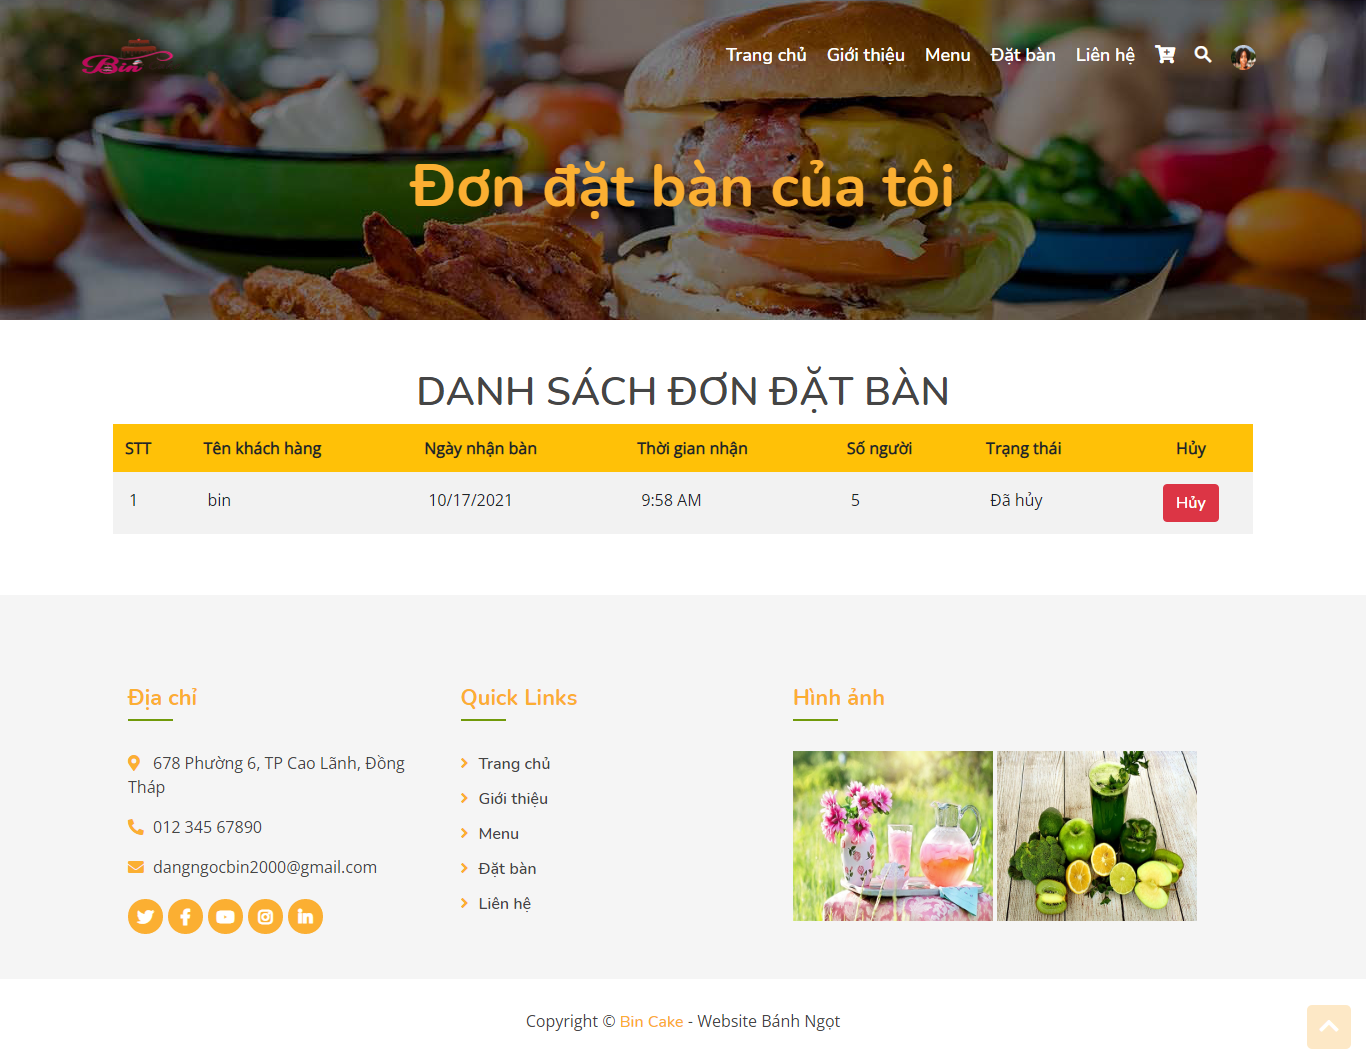 Bin
Trang chủ Giới thiệu Menu Đặt bàn Liên hệ
Đơn đặt bàn của tôi
DANH SÁCH ĐƠN ĐẶT BÀN
STT Tên khách hàng Ngày nhận bàn Thời gian nhận Số người Trạng thái Hủy
1 bin 10/17/2021 9:58 AM 5 Đã hủy Hủy
Địa chỉ
678 Phường 6, TP Cao Lãnh, Đồng
Tháp
012 345 67890
dangngocbin2000@gmail.com
Quick Links
Trang chủ
Giới thiệu
Menu
Đặt bàn
Liên hệ
Hình ảnh
Copyright © Bin Cake - Website Bánh Ngọt